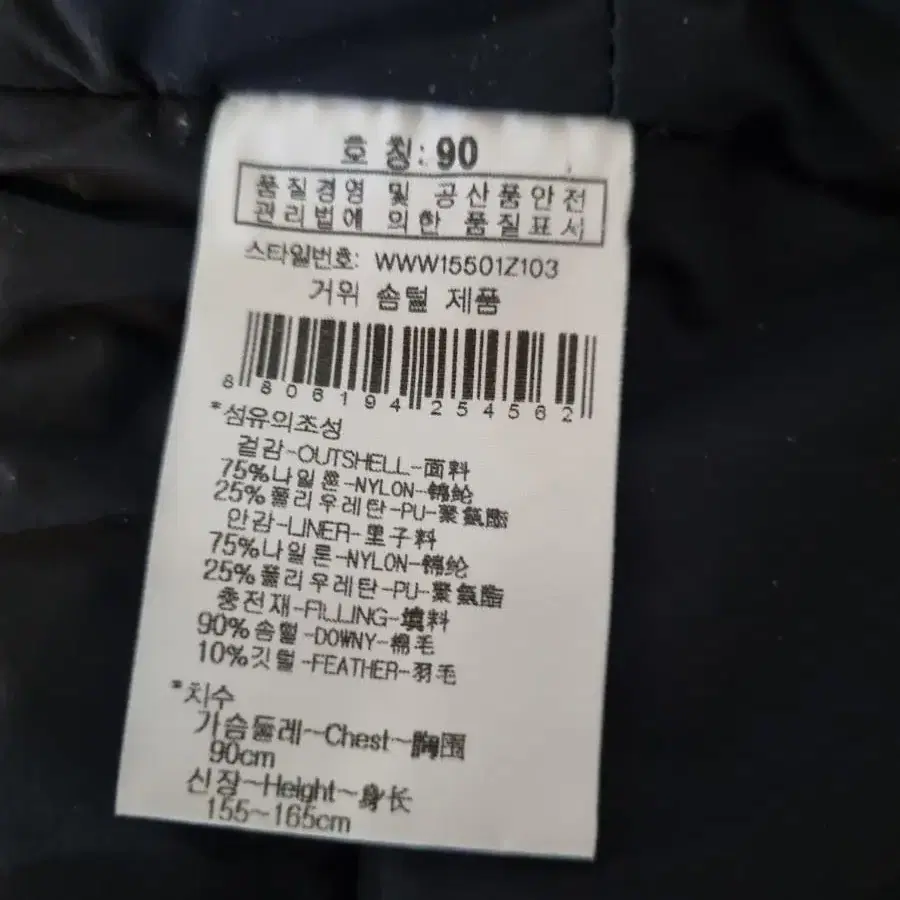 호 칭: 90
품질경영 및 공산품안전
관리법에 의한 품질표시
스타일번호: WWW15501Z103
거위 솜털 제품
8 806194 254562
*섬유의조성
겉감-OUTSHELL-面料
75%나일론-NYLON-锦纶
25%폴리우레탄-PU-聚氨酯
안감-LINER-里子料
75%나일론-NYLON-锦纶
25%폴리우레탄-PU-聚氨酯
충전재-FILLING-填料
90%솜털-DOWNY-棉毛
10%깃털-FEATHER-羽毛
*치수
가슴둘레~Chest~胸围
90cm
신장~Height~身长
155~165cm